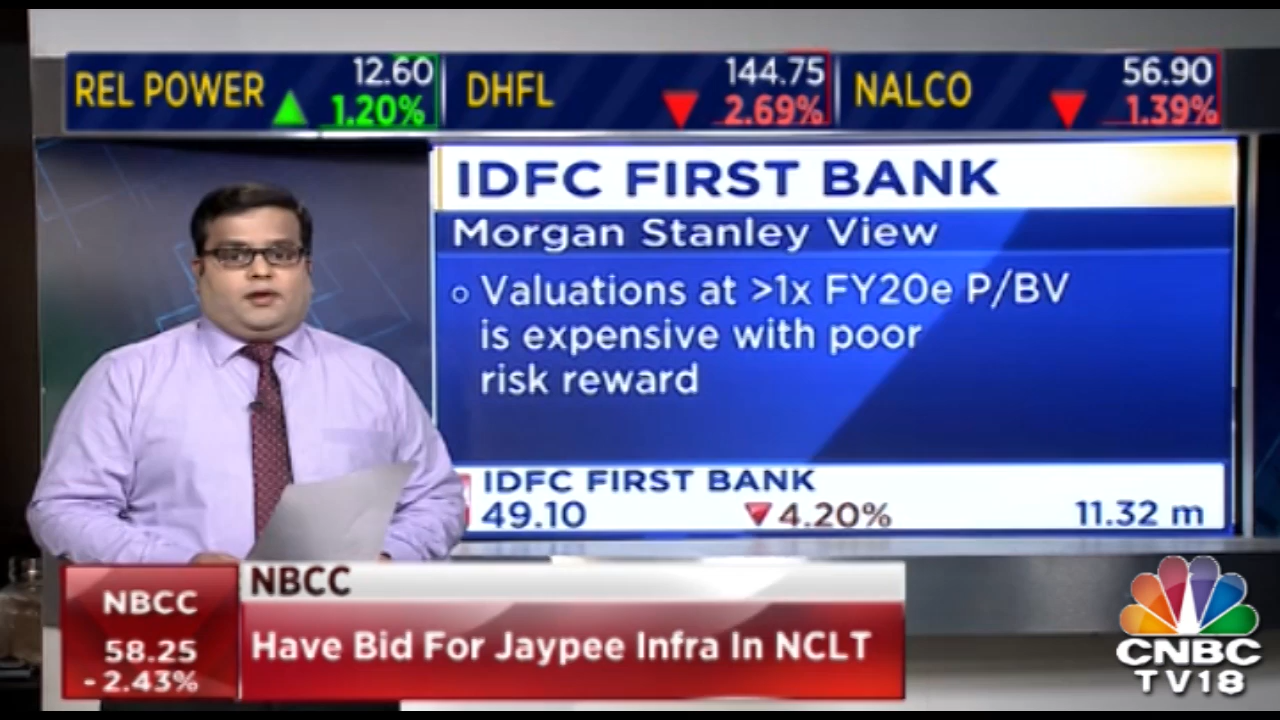 REL POWER 12.60 1.20%
DHFL 144.75 2.69%
NALCO 56.90 1.39%
IDFC FIRST BANK
Morgan Stanley View
Valuations at >1x FY20e P/BV
is expensive with poor
risk reward
IDFC FIRST BANK
49.10 4.20% 11.32 m
NBCC
58.25
-2.43%
NBCC
Have Bid For Jaypee Infra In NCLT
CNBC
TV18